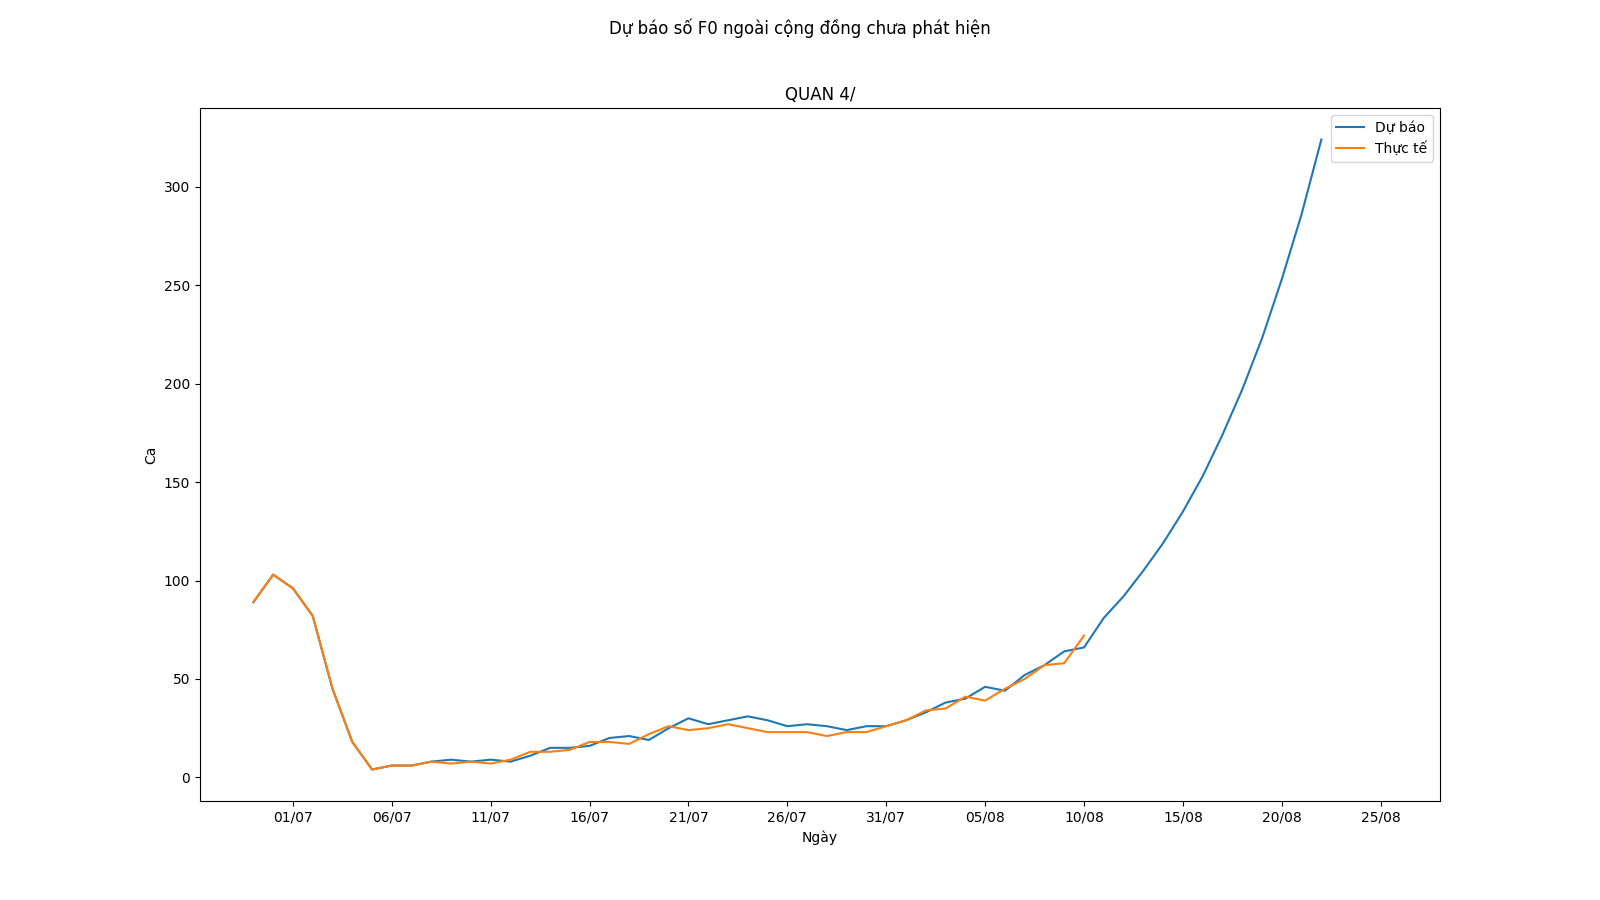 Dự báo số F0 ngoài cộng đồng chưa phát hiện
QUAN 4/
Dự báo
Thực tế
300
250
200
150
100
50
0
Ca
01/07 06/07 11/07 16/07 21/07 26/07 31/07 05/08 10/08 15/08 20/08 25/08
Ngày